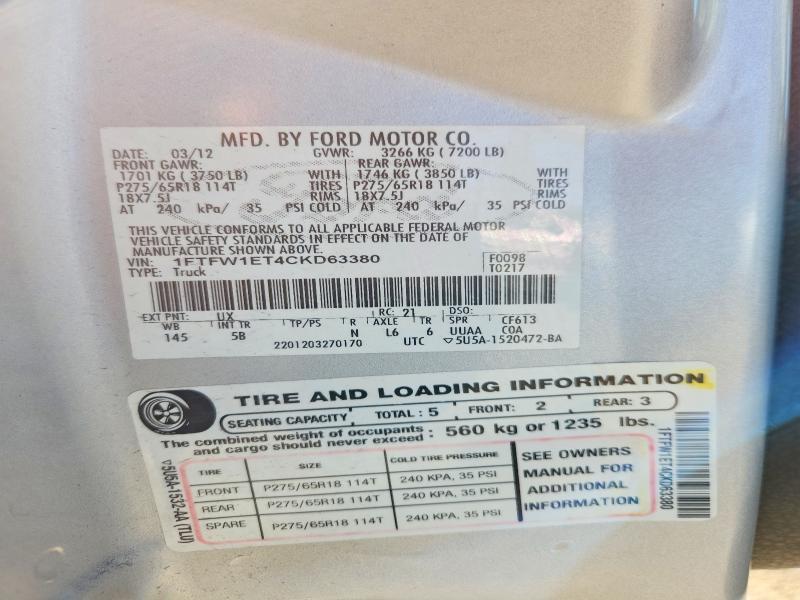 MFD. BY FORD MOTOR CO.
DATE: 03/12 GVWR: 3266 KG ( 7200 LB)
FRONT GAWR: REAR GAWR:
1701 KG ( 3750 LB) WITH 1746 KG ( 3850 LB) WITH
P275/65R18 114T TIRES P275/65R18 114T TIRES
18X7.5J RIMS 18X7.5J RIMS
AT 240 kPa/ 35 PSI COLD AT 240 kPa/ 35 PSI COLD
THIS VEHICLE CONFORMS TO ALL APPLICABLE FEDERAL MOTOR
VEHICLE SAFETY STANDARDS IN EFFECT ON THE DATE OF
MANUFACTURE SHOWN ABOVE.
VIN: 1FTFW1ET4CKD63380 F0098
TYPE: Truck T0217
EXT PNT: UX RC: 21 DSO:
WB INT TR TP/PS R AXLE TR SPR CF613
145 5B N L6 6 UUAA COA
2201203270170 UTC ▽5U5A-1520472-BA
TIRE AND LOADING INFORMATION
SEATING CAPACITY TOTAL: 5 FRONT: 2 REAR: 3
The combined weight of occupants and cargo should never exceed : 560 kg or 1235 lbs.
TIRE SIZE COLD TIRE PRESSURE
FRONT P275/65R18 114T 240 KPA, 35 PSI
REAR P275/65R18 114T 240 KPA, 35 PSI
SPARE P275/65R18 114T 240 KPA, 35 PSI
SEE OWNERS
MANUAL FOR
ADDITIONAL
INFORMATION
▽5U5A-1532-AA (TLU)
1FTFW1ET4CKD63380